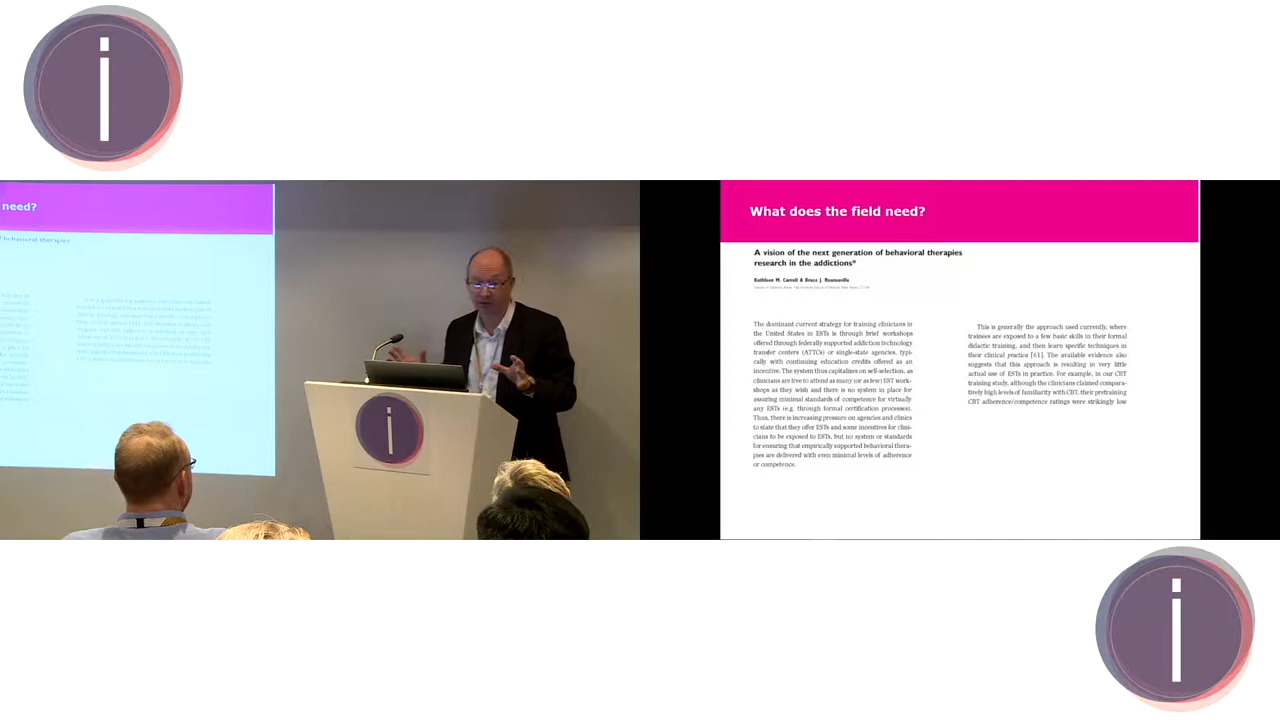 i
need?
behavioral therapies
i
What does the field need?
A vision of the next generation of behavioral therapies
research in the addictions*
Kathleen M. Carroll & Bruce J. Rounsaville
The dominant current strategy for training clinicians in
the United States in ESTs is through brief workshops
offered through federally supported addiction technology
transfer centers (ATTCs) or single-state agencies, typi-
cally with continuing education credits offered as an
incentive. The system thus capitalizes on self-selection, as
clinicians are free to attend as many (or as few) EST work-
shops as they wish and there is no system in place for
assuring minimal standards of competence for virtually
any ESTs (e.g. through formal certification processes).
Thus, there is increasing pressure on agencies and clinics
to state that they offer ESTs and some incentives for clini-
cians to be exposed to ESTs, but no system or standards
for ensuring that empirically supported behavioral thera-
pies are delivered with even minimal levels of adherence
or competence.
This is generally the approach used currently, where
trainees are exposed to a few basic skills in their formal
didactic training, and then learn specific techniques in
their clinical practica [61]. The available evidence also
suggests that this approach is resulting in very little
actual use of ESTs in practice. For example, in our CBT
training study, although the clinicians claimed compara-
tively high levels of familiarity with CBT, their pretraining
CBT adherence/competence ratings were strikingly low
i